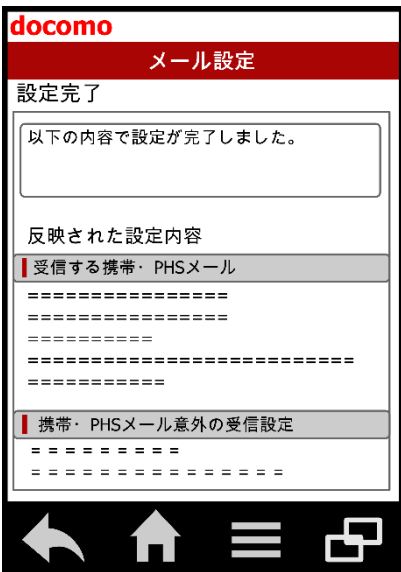 docomo
メール設定
設定完了
以下の内容で設定が完了しました。
反映された設定内容
受信する携帯・PHSメール
================
================
==========
==========================
===========
携帯・PHSメール意外の受信設定
= = = = = = = = =
= = = = = = = = = = = = = = =